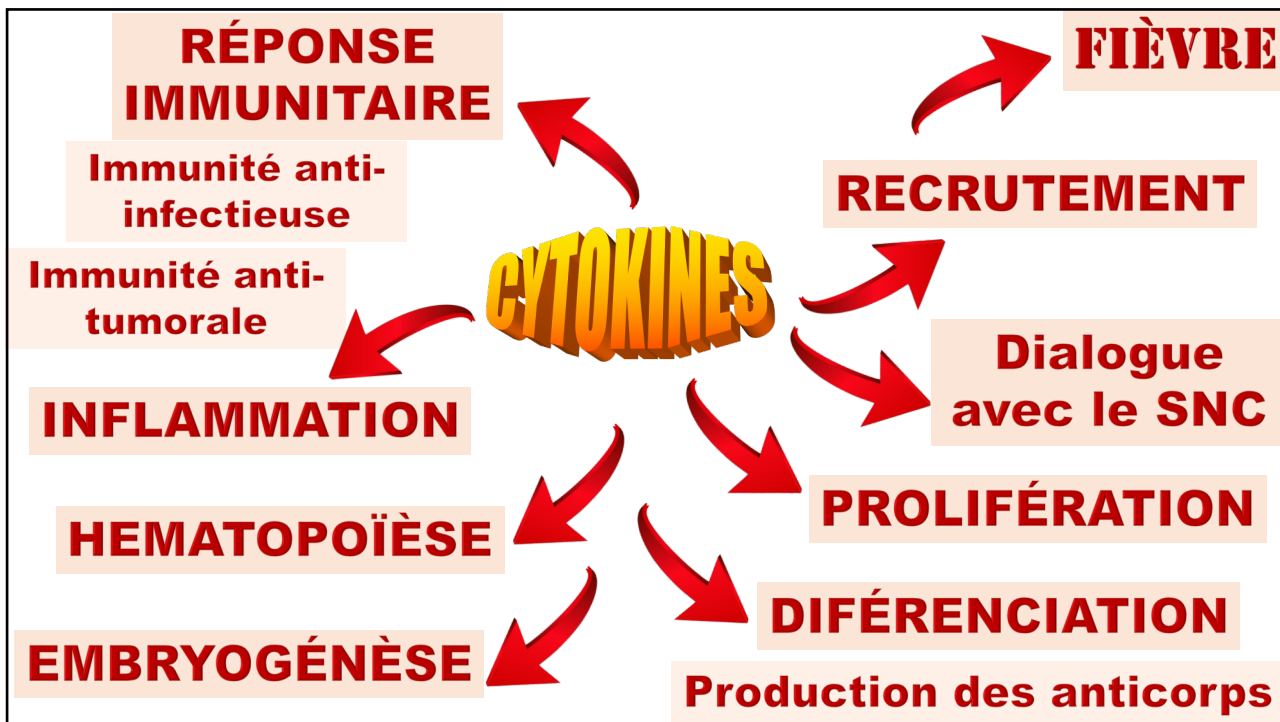 RÉPONSE
IMMUNITAIRE
Immunité anti-
infectieuse
Immunité anti-
tumorale
INFLAMMATION
HEMATOPOÏÈSE
EMBRYOGÉNÈSE
CYTOKINES
FIÈVRE
RECRUTEMENT
Dialogue
avec le SNC
PROLIFÉRATION
DIFÉRENCIATION
Production des anticorps